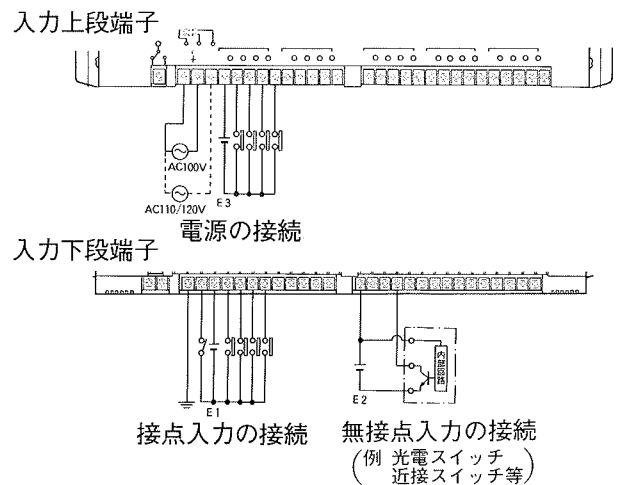 入力上段端子
AC100V
AC110/120V
E3
電源の接続
入力下段端子
E1
接点入力の接続
E2
内部回路
無接点入力の接続
(例 光電スイッチ
近接スイッチ等)